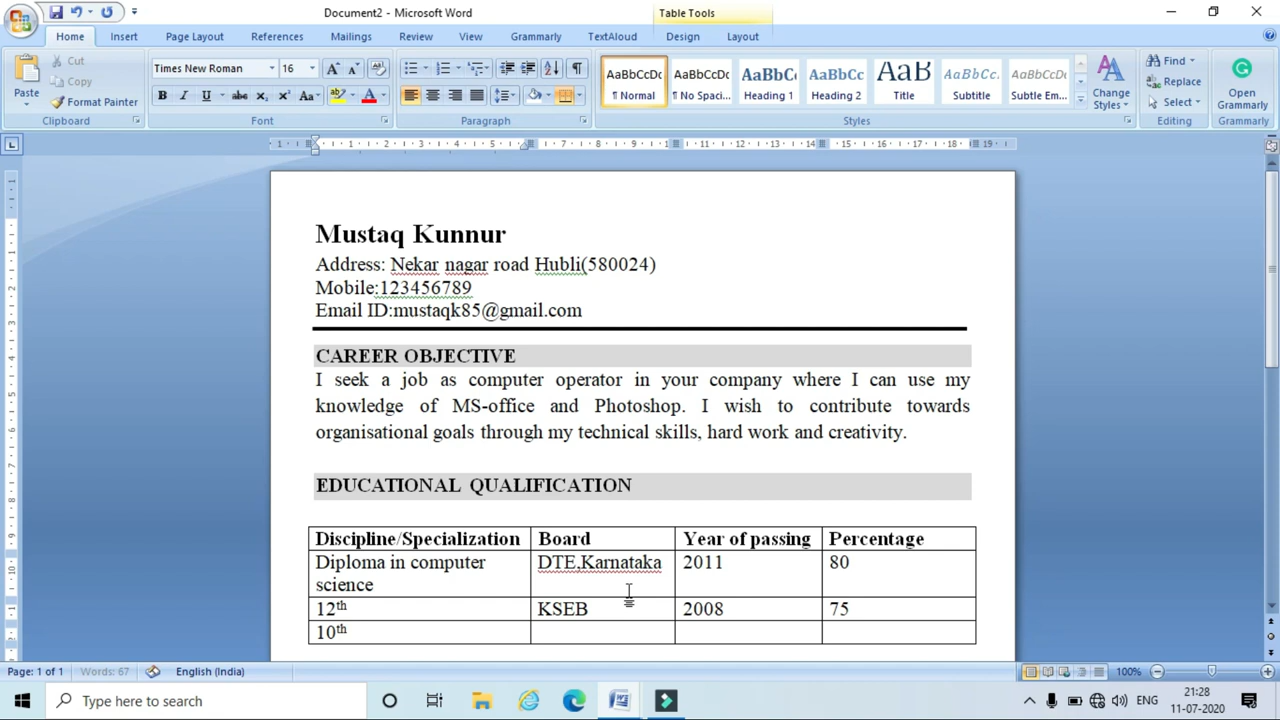 Document2 - Microsoft Word
Table Tools
Home Insert Page Layout References Mailings Review View Grammarly TextAloud Design Layout
Paste
Cut
Copy
Format Painter
Clipboard
Times New Roman 16
Font
Paragraph
AaBbCcDc AaBbCcDc AaBbC AaBbCc AaB AaBbCc. AaBbCcDc
¶ Normal ¶ No Spaci... Heading 1 Heading 2 Title Subtitle Subtle Em...
Change Styles
Styles
Find
Replace
Select
Editing
Open Grammarly
Grammarly
Mustaq Kunnur
Address: Nekar nagar road Hubli(580024)
Mobile:123456789
Email ID:mustaqk85@gmail.com
CAREER OBJECTIVE
I seek a job as computer operator in your company where I can use my
knowledge of MS-office and Photoshop. I wish to contribute towards
organisational goals through my technical skills, hard work and creativity.
EDUCATIONAL QUALIFICATION
Discipline/Specialization Board Year of passing Percentage
Diploma in computer science DTE,Karnataka 2011 80
12th KSEB 2008 75
10th
Page: 1 of 1 Words: 67 English (India) 100%
Type here to search
ENG
21:28
11-07-2020